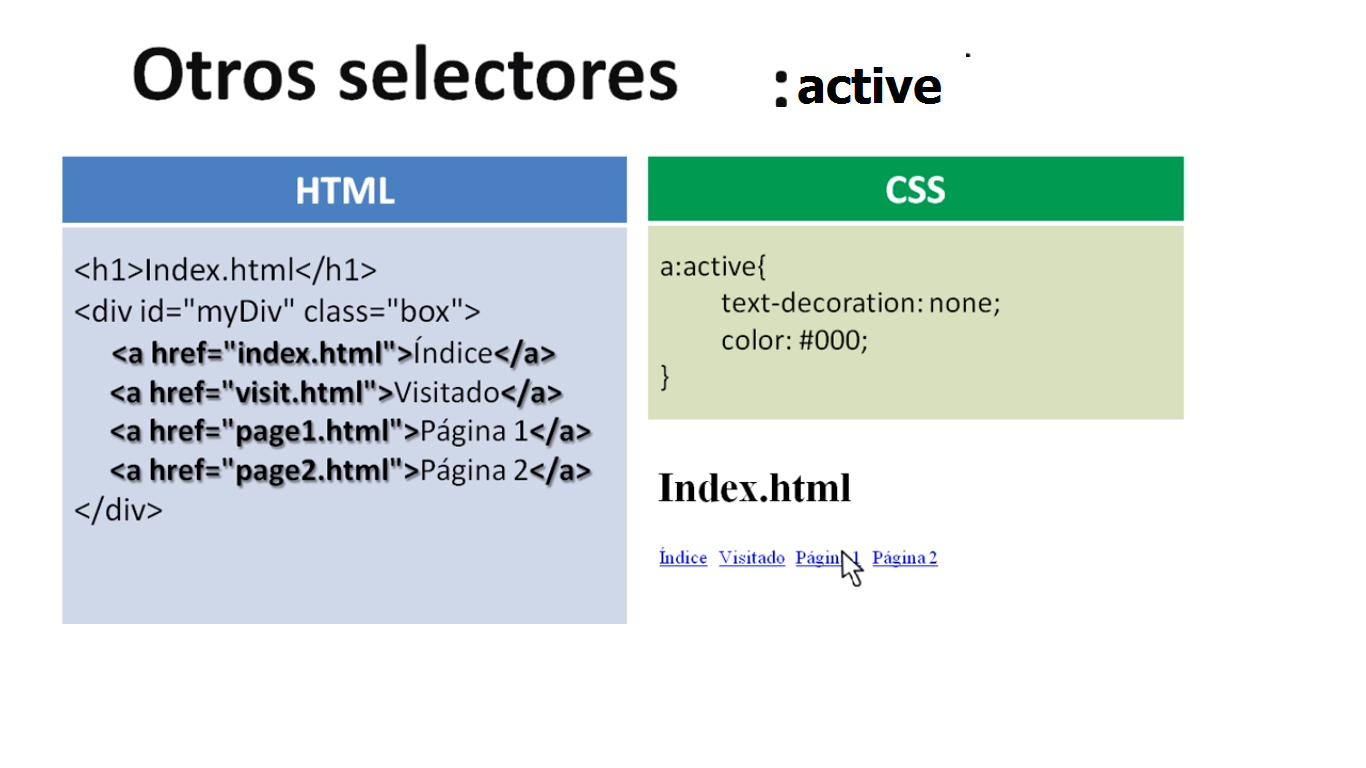 Otros selectores :active
HTML
<h1>Index.html</h1>
<div id="myDiv" class="box">
<a href="index.html">Índice</a>
<a href="visit.html">Visitado</a>
<a href="page1.html">Página 1</a>
<a href="page2.html">Página 2</a>
</div>
CSS
a:active{
text-decoration: none;
color: #000;
}
Index.html
Índice Visitado Página 1 Página 2